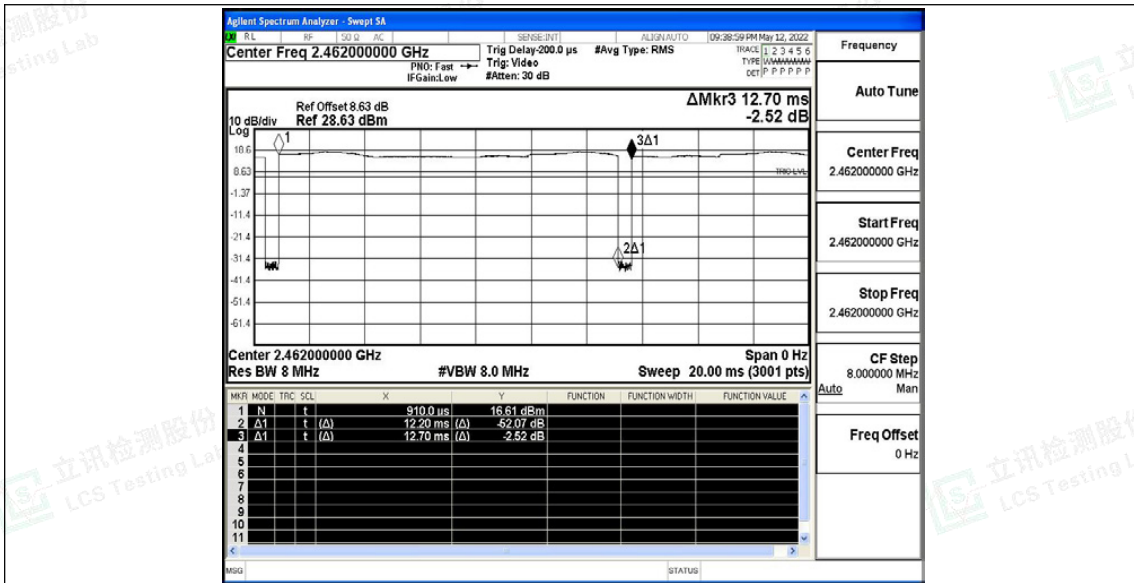 Agilent Spectrum Analyzer - Swept SA
LXI RL RF 50 Ω AC SENSE:INT ALIGNAUTO 09:38:59 PM May 12, 2022
Center Freq 2.462000000 GHz
PNO: Fast
IFGain:Low
Trig Delay-200.0 µs
Trig: Video
#Atten: 30 dB
#Avg Type: RMS
TRACE 1 2 3 4 5 6
TYPE WWWWWW
DET P P P P P P
Ref Offset 8.63 dB
Ref 28.63 dBm
ΔMkr3 12.70 ms
-2.52 dB
10 dB/div
Log
18.6
8.63
-1.37
-11.4
-21.4
-31.4
-41.4
-51.4
-61.4
1
3Δ1
TRIG LVL
2Δ1
Center 2.462000000 GHz Span 0 Hz
Res BW 8 MHz #VBW 8.0 MHz Sweep 20.00 ms (3001 pts)
MKR MODE TRC SCL X Y FUNCTION FUNCTION WIDTH FUNCTION VALUE
1 N t 910.0 µs 16.61 dBm
2 Δ1 t (Δ) 12.20 ms (Δ) -52.07 dB
3 Δ1 t (Δ) 12.70 ms (Δ) -2.52 dB
4
5
6
7
8
9
10
11
MSG STATUS
Frequency
Auto Tune
Center Freq
2.462000000 GHz
Start Freq
2.462000000 GHz
Stop Freq
2.462000000 GHz
CF Step
8.000000 MHz
Auto Man
Freq Offset
0 Hz
立讯检测股份
LCS Testing Lab
立讯检测股份
LCS Testing L